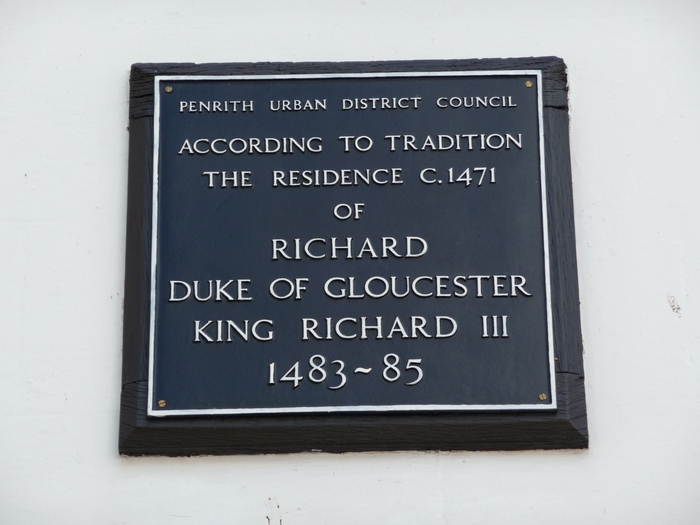 PENRITH URBAN DISTRICT COUNCIL
ACCORDING TO TRADITION
THE RESIDENCE C.1471
OF
RICHARD
DUKE OF GLOUCESTER
KING RICHARD III
1483~85